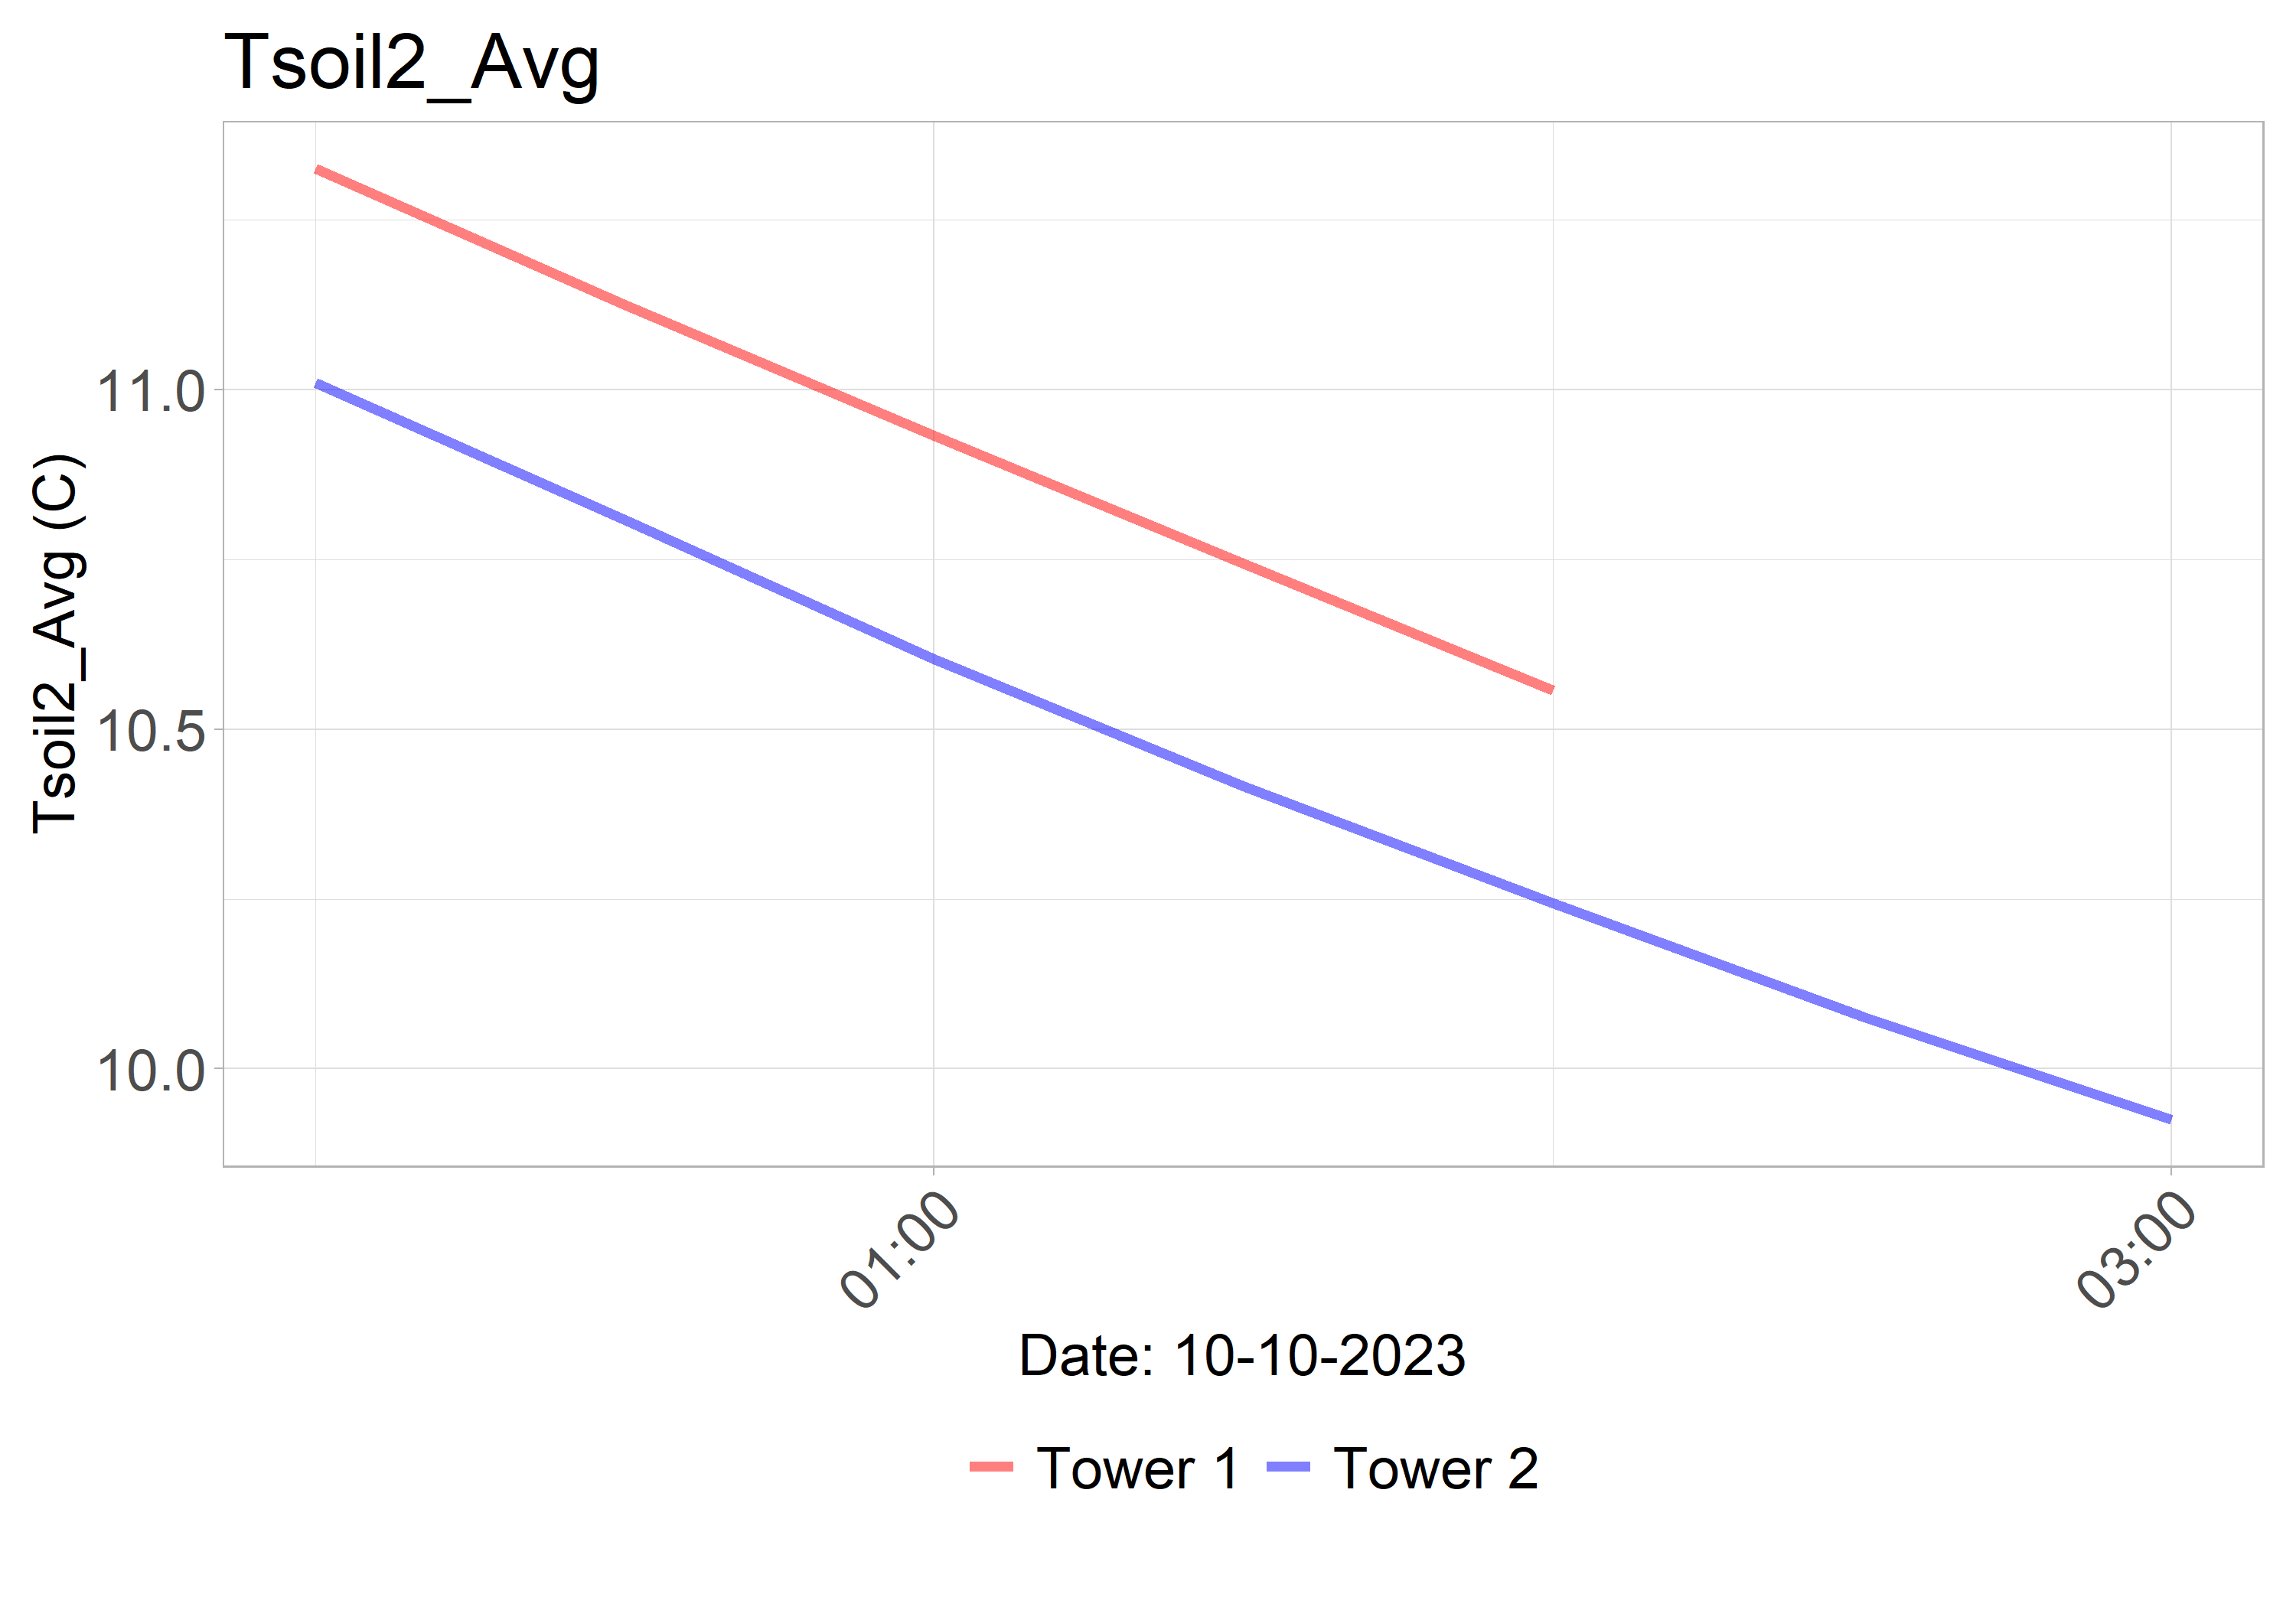 Tsoil2_Avg
Tsoil2_Avg (C)
11.0
10.5
10.0
01:00
03:00
Date: 10-10-2023
Tower 1
Tower 2